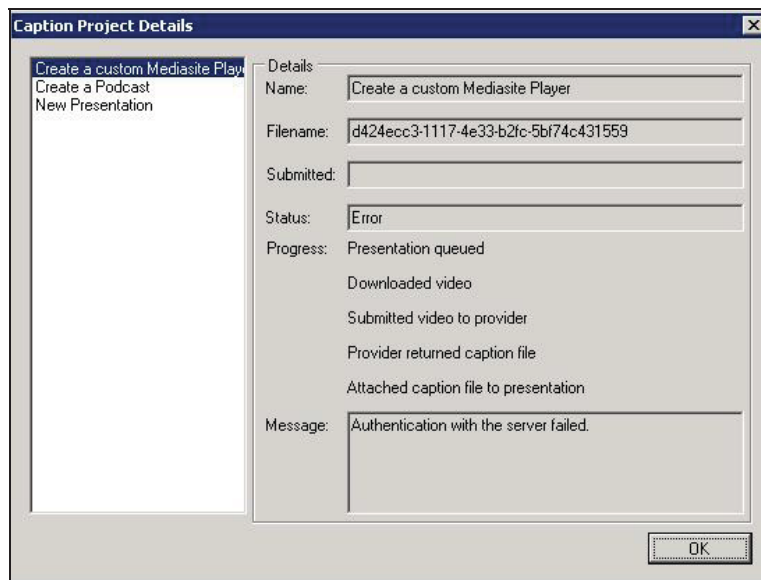 Caption Project Details
Create a custom Mediasite Play
Create a Podcast
New Presentation
Details
Name: Create a custom Mediasite Player
Filename: d424ecc3-1117-4e33-b2fc-5bf74c431559
Submitted:
Status: Error
Progress: Presentation queued
Downloaded video
Submitted video to provider
Provider returned caption file
Attached caption file to presentation
Message: Authentication with the server failed.
OK